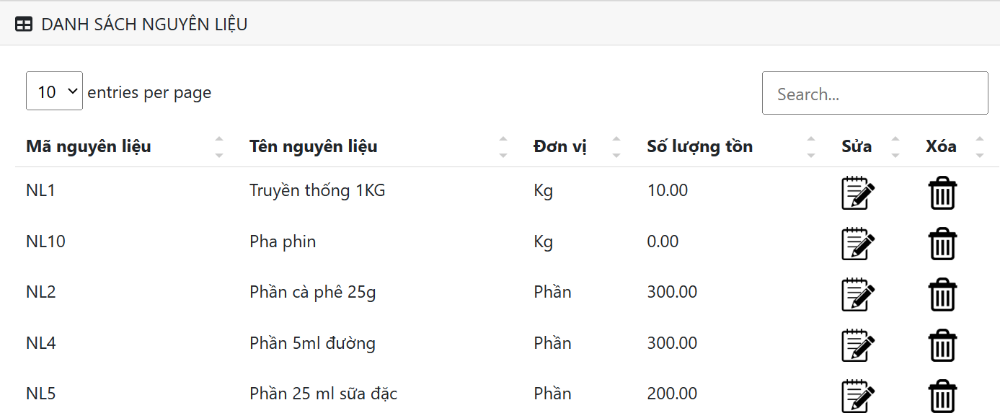 DANH SÁCH NGUYÊN LIỆU
10 entries per page
Search...
Mã nguyên liệu Tên nguyên liệu Đơn vị Số lượng tồn Sửa Xóa
NL1 Truyền thống 1KG Kg 10.00
NL10 Pha phin Kg 0.00
NL2 Phần cà phê 25g Phần 300.00
NL4 Phần 5ml đường Phần 300.00
NL5 Phần 25 ml sữa đặc Phần 200.00